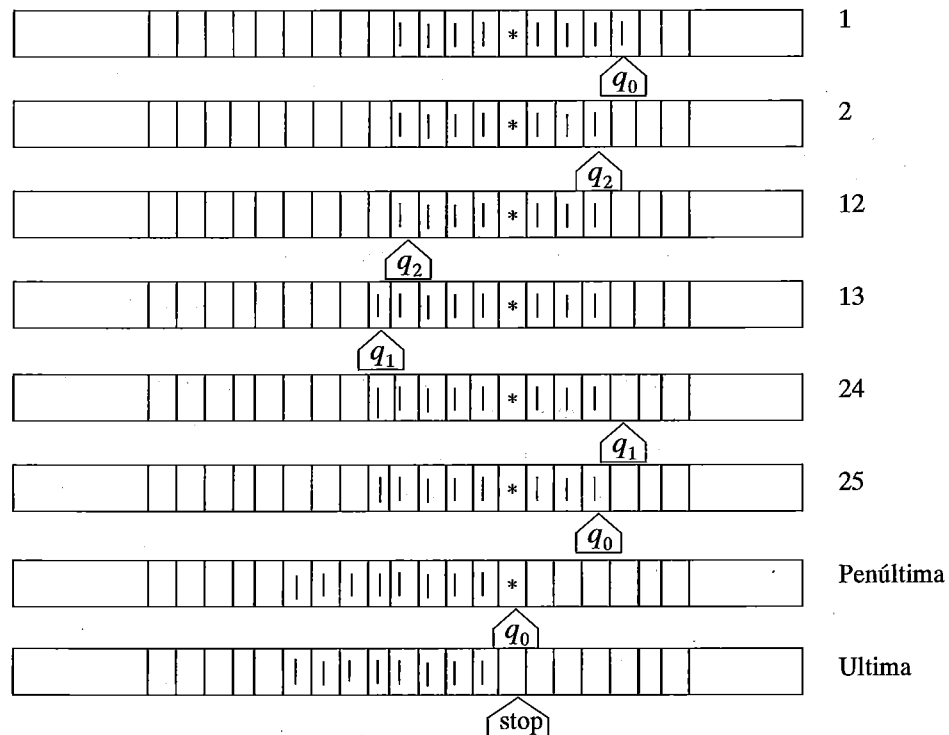 | | | | * | | | | 1
q₀
| | | | * | | | 2
q₂
| | | | * | | | 12
q₂
| | | | | * | | | 13
q₁
| | | | | * | | | 24
q₁
| | | | | * | | | 25
q₀
| | | | | | | | * Penúltima
q₀
| | | | | | | | Ultima
stop